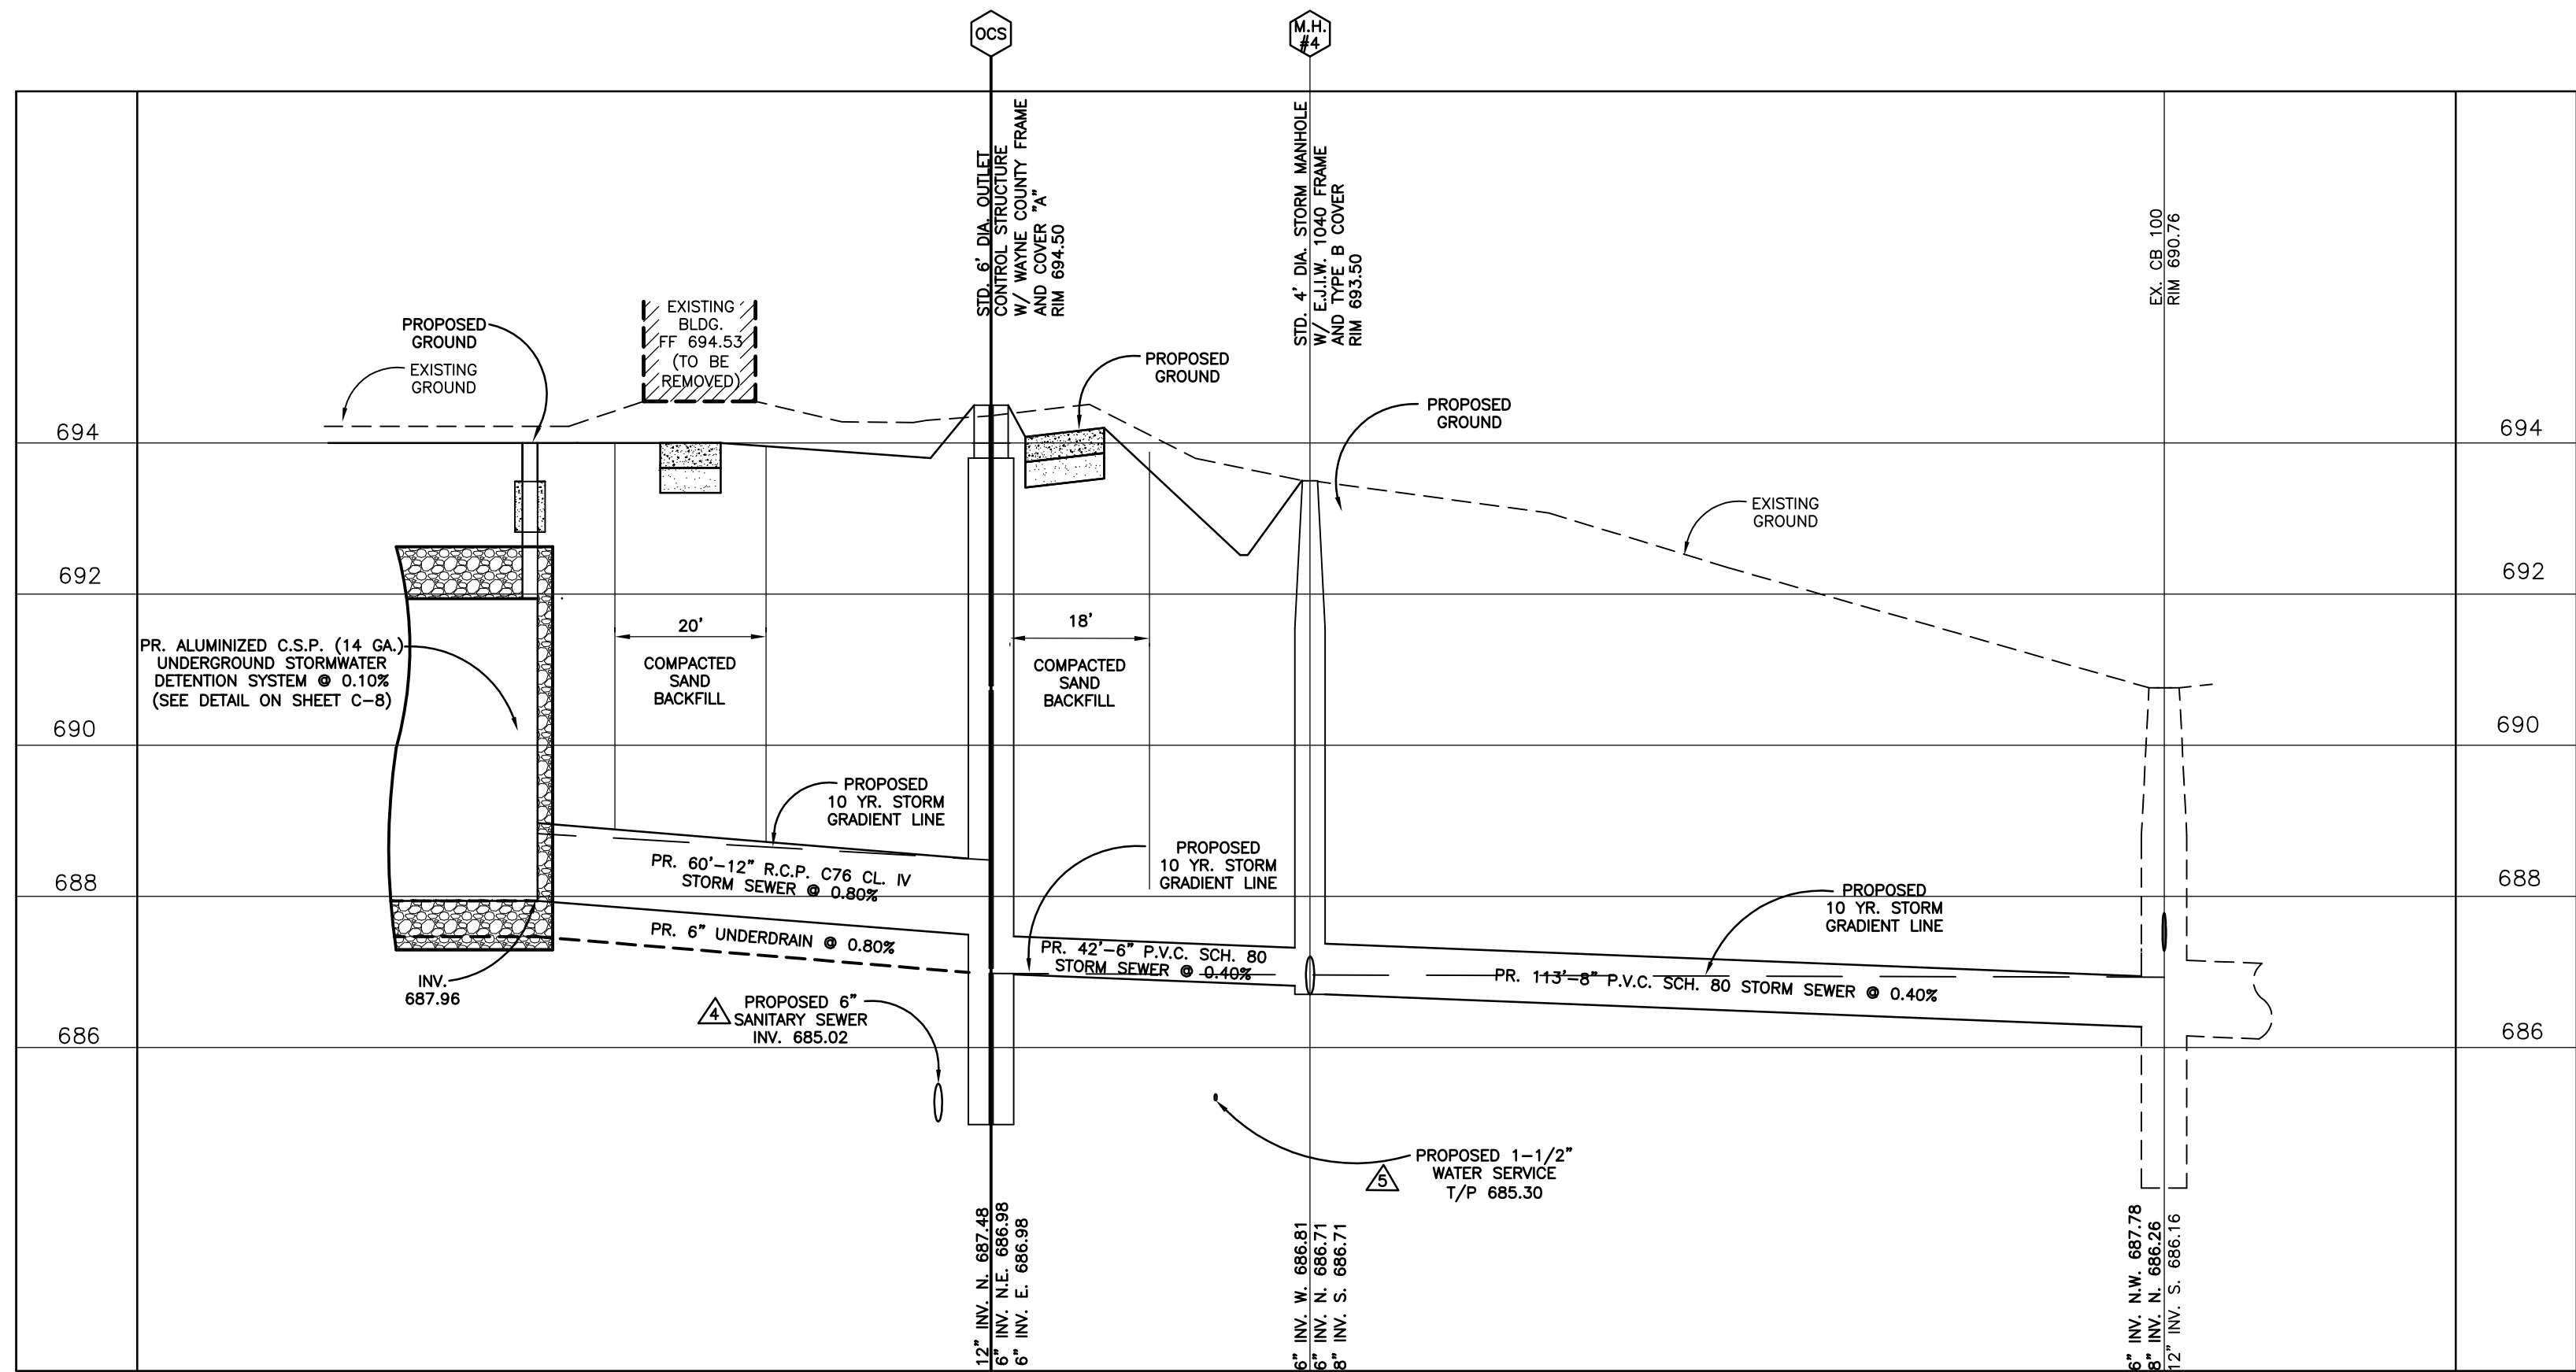 OCS
M.H.
#4
STD. 6' DIA. OUTLET
CONTROL STRUCTURE
W/ WAYNE COUNTY FRAME
AND COVER "A"
RIM 694.50
STD. 4' DIA. STORM MANHOLE
W/ E.J.I.W. 1040 FRAME
AND TYPE B COVER
RIM 693.50
EX. CB 100
RIM 690.76
PROPOSED
GROUND
EXISTING
GROUND
EXISTING
BLDG.
FF 694.53
(TO BE
REMOVED)
PROPOSED
GROUND
PROPOSED
GROUND
EXISTING
GROUND
694
694
692
692
690
690
688
688
686
686
PR. ALUMINIZED C.S.P. (14 GA.)
UNDERGROUND STORMWATER
DETENTION SYSTEM @ 0.10%
(SEE DETAIL ON SHEET C-8)
20'
COMPACTED
SAND
BACKFILL
18'
COMPACTED
SAND
BACKFILL
PROPOSED
10 YR. STORM
GRADIENT LINE
PR. 60'-12" R.C.P. C76 CL. IV
STORM SEWER @ 0.80%
PR. 6" UNDERDRAIN @ 0.80%
INV.
687.96
PROPOSED
10 YR. STORM
GRADIENT LINE
PR. 42'-6" P.V.C. SCH. 80
STORM SEWER @ 0.40%
PROPOSED
10 YR. STORM
GRADIENT LINE
PR. 113'-8" P.V.C. SCH. 80 STORM SEWER @ 0.40%
4
PROPOSED 6"
SANITARY SEWER
INV. 685.02
PROPOSED 1-1/2"
WATER SERVICE
T/P 685.30
5
12" INV. N. 687.48
6" INV. N.E. 686.98
6" INV. E. 686.98
6" INV. W. 686.81
6" INV. N. 686.71
8" INV. S. 686.71
6" INV. N.W. 687.78
8" INV. N. 686.26
12" INV. S. 686.16